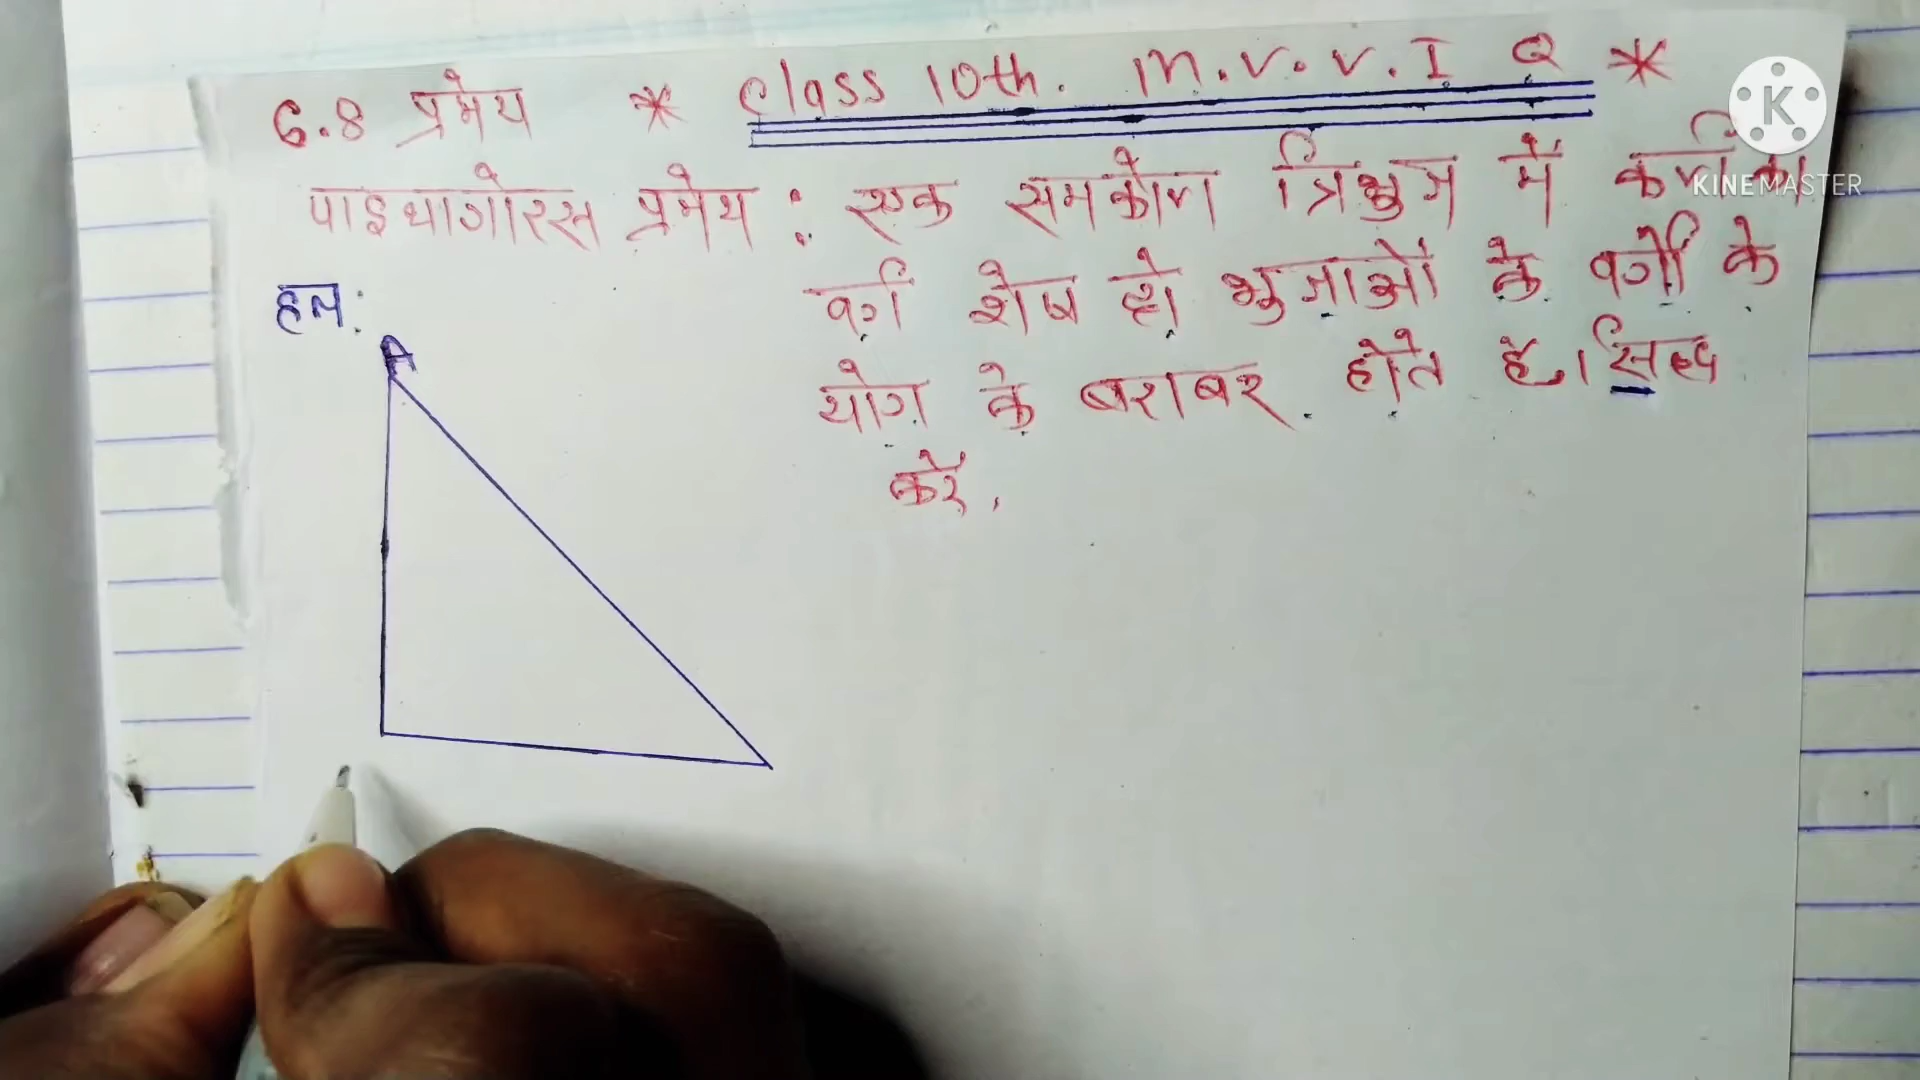 6.8 प्रमेय * Class 10th. m.v.v.I Q *
पाइथागोरस प्रमेय : एक समकोण त्रिभुज में कर्ण का
हल: वर्ग शेष दो भुजाओं के वर्गो के
योग के बराबर होते है। सिद्ध
करें.
A
K
KINEMASTER